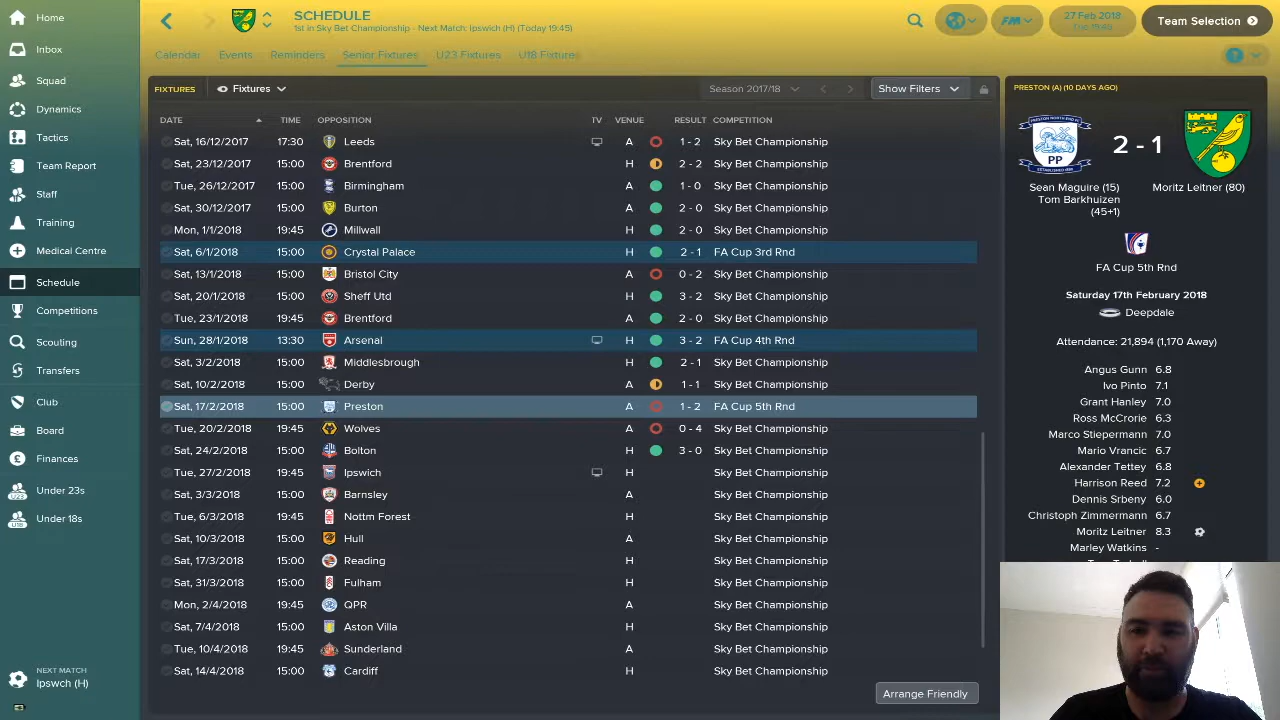 Home
Inbox
Squad
Dynamics
Tactics
Team Report
Staff
Training
Medical Centre
Schedule
Competitions
Scouting
Transfers
Club
Board
Finances
Under 23s
Under 18s
NEXT MATCH
Ipswch (H)
SCHEDULE
1st in Sky Bet Championship - Next Match: Ipswich (H) (Today 19:45)
FM
27 Feb 2018
Tue 19:40
Team Selection
Calendar Events Reminders Senior Fixtures U23 Fixtures U18 Fixtures
FIXTURES Fixtures Season 2017/18 Show Filters
DATE TIME OPPOSITION TV VENUE RESULT COMPETITION
Sat, 16/12/2017 17:30 Leeds A 1 - 2 Sky Bet Championship
Sat, 23/12/2017 15:00 Brentford H 2 - 2 Sky Bet Championship
Tue, 26/12/2017 15:00 Birmingham A 1 - 0 Sky Bet Championship
Sat, 30/12/2017 15:00 Burton A 2 - 0 Sky Bet Championship
Mon, 1/1/2018 19:45 Millwall H 2 - 0 Sky Bet Championship
Sat, 6/1/2018 15:00 Crystal Palace H 2 - 1 FA Cup 3rd Rnd
Sat, 13/1/2018 15:00 Bristol City A 0 - 2 Sky Bet Championship
Sat, 20/1/2018 15:00 Sheff Utd H 3 - 2 Sky Bet Championship
Tue, 23/1/2018 19:45 Brentford A 2 - 0 Sky Bet Championship
Sun, 28/1/2018 13:30 Arsenal H 3 - 2 FA Cup 4th Rnd
Sat, 3/2/2018 15:00 Middlesbrough H 2 - 1 Sky Bet Championship
Sat, 10/2/2018 15:00 Derby A 1 - 1 Sky Bet Championship
Sat, 17/2/2018 15:00 Preston A 1 - 2 FA Cup 5th Rnd
Tue, 20/2/2018 19:45 Wolves A 0 - 4 Sky Bet Championship
Sat, 24/2/2018 15:00 Bolton H 3 - 0 Sky Bet Championship
Tue, 27/2/2018 19:45 Ipswich H Sky Bet Championship
Sat, 3/3/2018 15:00 Barnsley A Sky Bet Championship
Tue, 6/3/2018 19:45 Nottm Forest H Sky Bet Championship
Sat, 10/3/2018 15:00 Hull A Sky Bet Championship
Sat, 17/3/2018 15:00 Reading H Sky Bet Championship
Sat, 31/3/2018 15:00 Fulham H Sky Bet Championship
Mon, 2/4/2018 19:45 QPR A Sky Bet Championship
Sat, 7/4/2018 15:00 Aston Villa H Sky Bet Championship
Tue, 10/4/2018 19:45 Sunderland A Sky Bet Championship
Sat, 14/4/2018 15:00 Cardiff H Sky Bet Championship
Arrange Friendly
PRESTON (A) (10 DAYS AGO)
PP
2 - 1
Sean Maguire (15) Moritz Leitner (80)
Tom Barkhuizen
(45+1)
FA Cup 5th Rnd
Saturday 17th February 2018
Deepdale
Attendance: 21,894 (1,170 Away)
Angus Gunn 6.8
Ivo Pinto 7.1
Grant Hanley 7.0
Ross McCrorie 6.3
Marco Stiepermann 7.0
Mario Vrancic 6.7
Alexander Tettey 6.8
Harrison Reed 7.2
Dennis Srbeny 6.0
Christoph Zimmermann 6.7
Moritz Leitner 8.3
Marley Watkins -